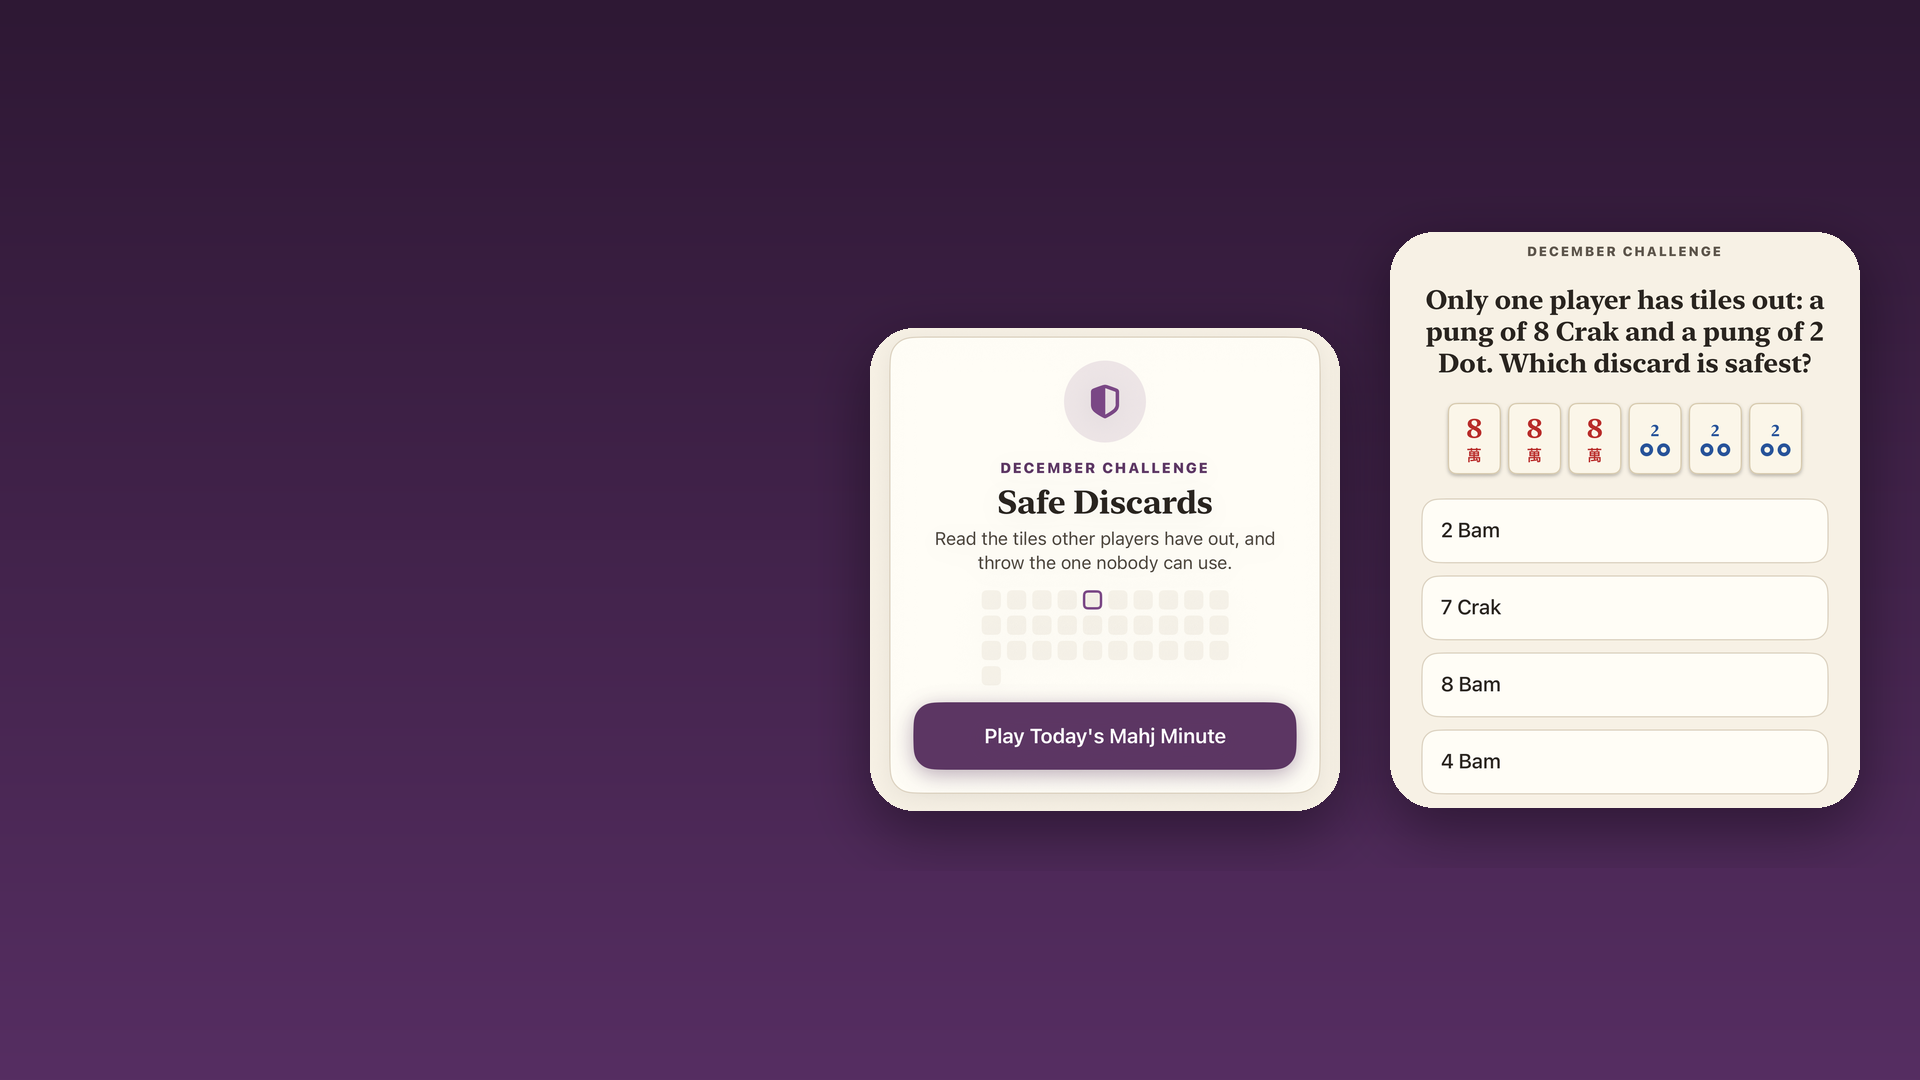 DECEMBER CHALLENGE
Safe Discards
Read the tiles other players have out, and
throw the one nobody can use.
Play Today's Mahj Minute
DECEMBER CHALLENGE
Only one player has tiles out: a
pung of 8 Crak and a pung of 2
Dot. Which discard is safest?
8 8 8 2 2 2
萬 萬 萬
2 Bam
7 Crak
8 Bam
4 Bam